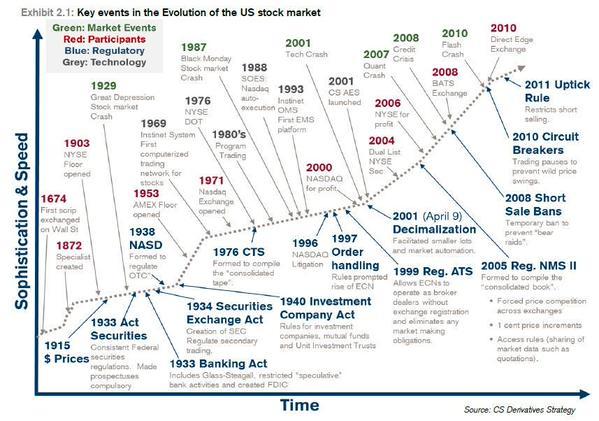 Exhibit 2.1: Key events in the Evolution of the US stock market
Green: Market Events
Red: Participants
Blue: Regulatory
Grey: Technology
Sophistication & Speed
1674
First scrip
exchanged
on Wall St
1872
Specialist
created
1903
NYSE
Floor
opened
1929
Great Depression
Stock market
Crash
1953
AMEX Floor
opened
1969
Instinet System
First
computerized
trading
network for
stocks
1971
Nasdaq
Exchange
opened
1987
Black Monday
Stock market
Crash
1976
NYSE
DOT
1980's
Program
Trading
1988
SOES:
Nasdaq
auto-
execution
1993
Instinet
OMS
First EMS
platform
2001
Tech Crash
2001
CS AES
launched
2000
NASDAQ
for profit
2004
Dual List
NYSE
Sec
2006
NYSE for
profit
2007
Quant
Crash
2008
Credit
Crisis
2008
BATS
Exchange
2010
Flash
Crash
2010
Direct Edge
Exchange
2011 Uptick
Rule
Restricts short
selling.
2010 Circuit
Breakers
Trading pauses to
prevent wild price
swings.
2008 Short
Sale Bans
Temporary ban to
prevent "bear
raids".
2005 Reg. NMS II
Formed to compile the
"consolidated book".
• Forced price competition
across exchanges
• 1 cent price increments
• Access rules (sharing of
market data such as
quotations).
2001 (April 9)
Decimalization
Facilitated smaller lots
and market automation.
1999 Reg. ATS
Allows ECNs to
operate as broker
dealers without
exchange registration
and eliminates any
market making
obligations.
1997
Order
handling
Rules prompted
rise of ECN
1996
NASDAQ
Litigation
1976 CTS
Formed to compile
the "consolidated
tape".
1940 Investment
Company Act
Rules for investment
companies, mutual funds
and Unit Investment Trusts
1938
NASD
Formed to
regulate
OTC
1934 Securities
Exchange Act
Creation of SEC
Regulate secondary
trading.
1933 Banking Act
Includes Glass-Steagall, restricted "speculative"
bank activities and created FDIC
1933 Act
Securities
Consistent Federal
securities
regulations. Made
prospectuses
compulsory
1915
$ Prices
Time
Source: CS Derivatives Strategy